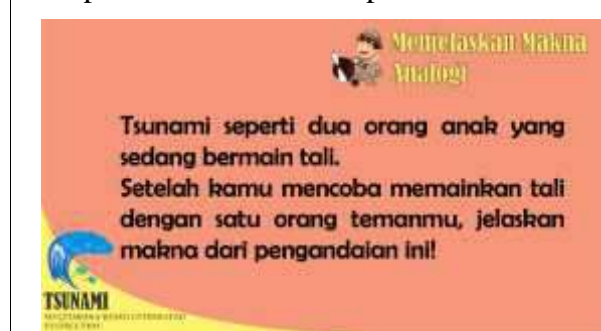 Menjelaskan Makna
Analogi
Tsunami seperti dua orang anak yang
sedang bermain tali.
Setelah kamu mencoba memainkan tali
dengan satu orang temanmu, jelaskan
makna dari pengandaian ini!
TSUNAMI